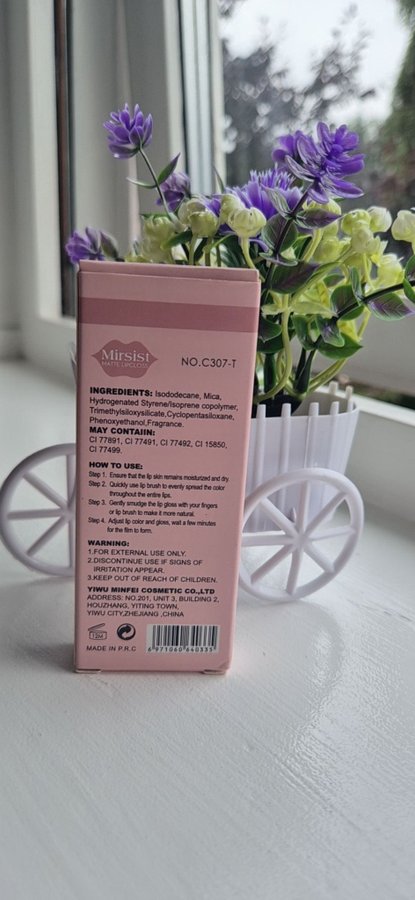 Mirsist
MATTE LIPGLOSS
NO.C307-T
INGREDIENTS: Isododecane, Mica,
Hydrogenated Styrene/Isoprene copolymer,
Trimethylsiloxysilicate,Cyclopentasiloxane,
Phenoxyethanol,Fragrance.
MAY CONTAIIN:
CI 77891, CI 77491, CI 77492, CI 15850,
CI 77499.
HOW TO USE:
Step 1. Ensure that the lip skin remains moisturized and dry.
Step 2. Quickly use lip brush to evenly spread the color
throughout the entire lips.
Step 3. Gently smudge the lip gloss with your fingers
or lip brush to make it more natural.
Step 4. Adjust lip color and gloss, wait a few minutes
for the film to form.
WARNING:
1.FOR EXTERNAL USE ONLY.
2.DISCONTINUE USE IF SIGNS OF
IRRITATION APPEAR.
3.KEEP OUT OF REACH OF CHILDREN.
YIWU MINFEI COSMETIC CO.,LTD
ADDRESS: NO.201, UNIT 3, BUILDING 2,
HOUZHANG, YITING TOWN,
YIWU CITY,ZHEJIANG ,CHINA
12M
MADE IN P.R.C
6 971060 640335